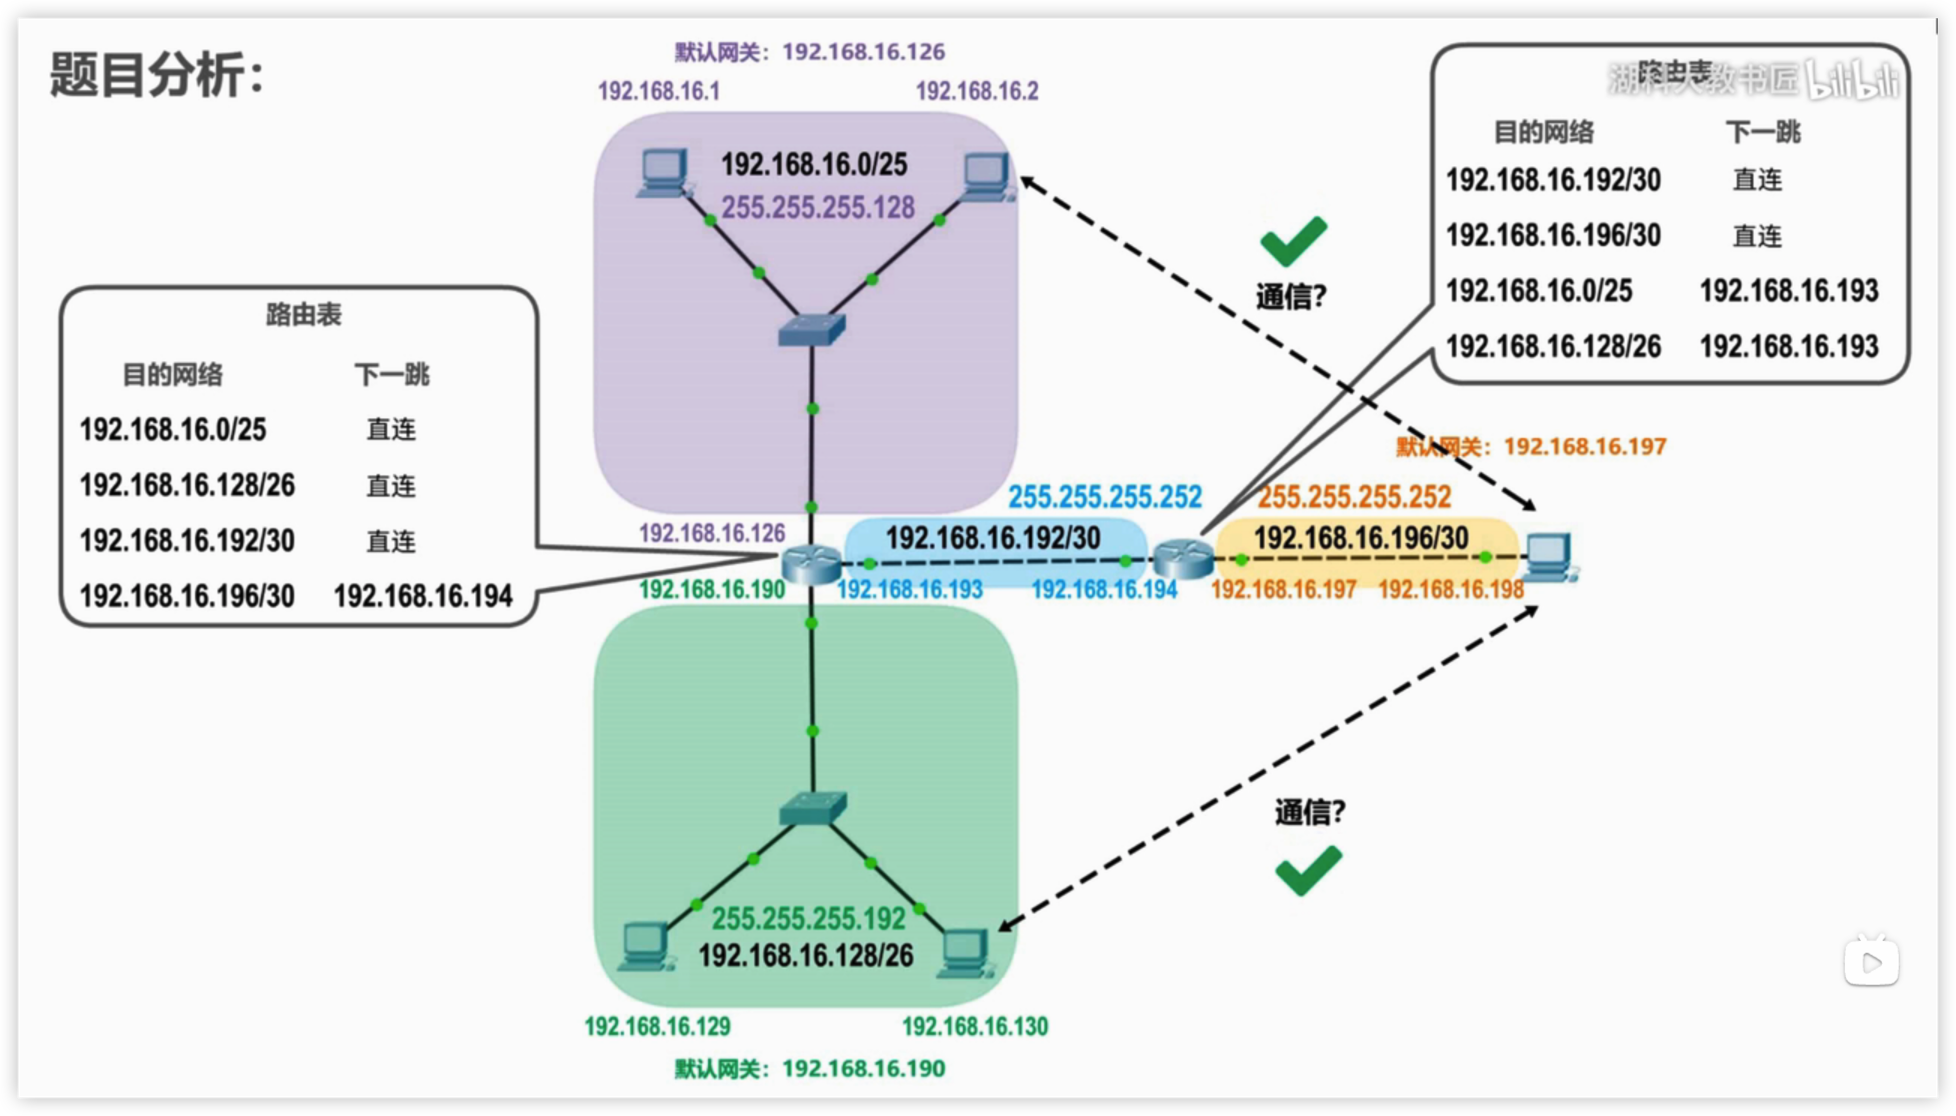 题目分析：
默认网关：192.168.16.126
192.168.16.1 192.168.16.2
192.168.16.0/25
255.255.255.128
路由表
目的网络 下一跳
192.168.16.0/25 直连
192.168.16.128/26 直连
192.168.16.192/30 直连
192.168.16.196/30 192.168.16.194
路由表
湖科大教书匠 bilibili
目的网络 下一跳
192.168.16.192/30 直连
192.168.16.196/30 直连
192.168.16.0/25 192.168.16.193
192.168.16.128/26 192.168.16.193
通信?
默认网关：192.168.16.197
255.255.255.252 255.255.255.252
192.168.16.126
192.168.16.192/30 192.168.16.196/30
192.168.16.190 192.168.16.193 192.168.16.194 192.168.16.197 192.168.16.198
通信?
255.255.255.192
192.168.16.128/26
192.168.16.129 192.168.16.130
默认网关：192.168.16.190